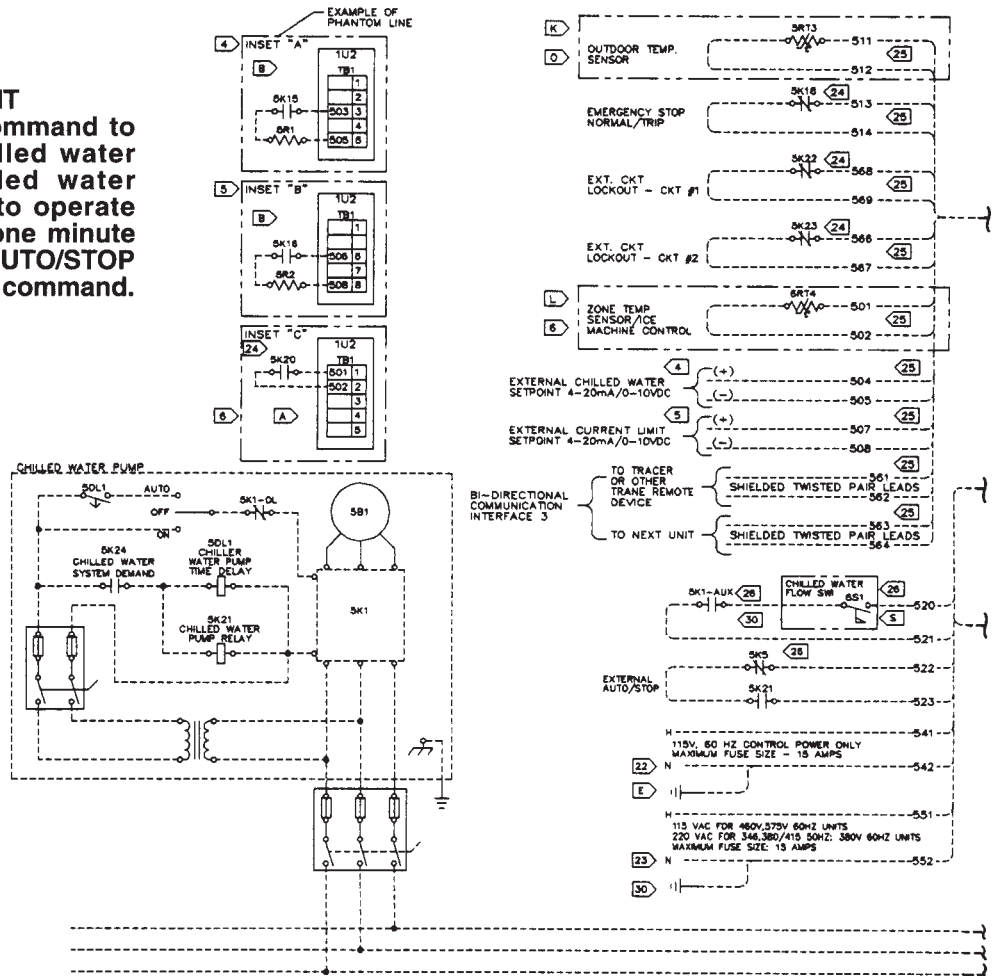 EXAMPLE OF
PHANTOM LINE
4 INSET "A"
B
1U2
TB1
1
2
503 3
4
505 5
5K15
5R1
5 INSET "B"
B
1U2
TB1
1
506 6
7
508 8
5K16
5R2
INSET "C"
24
5K20
1U2
TB1
501 1
502 2
3
4
5
6 A
IT
ommand to
lled water
led water
to operate
one minute
UTO/STOP
command.
CHILLED WATER PUMP
5DL1
AUTO
OFF
ON
5K1-OL
5B1
5K1
5K24
CHILLED WATER
SYSTEM DEMAND
5DL1
CHILLER
WATER PUMP
TIME DELAY
5K21
CHILLED WATER
PUMP RELAY
K
O
OUTDOOR TEMP.
SENSOR
5RT3
511
25
512
EMERGENCY STOP
NORMAL/TRIP
5K18 24
513
25
514
EXT. CKT
LOCKOUT - CKT #1
5K22 24
568
25
569
EXT. CKT
LOCKOUT - CKT #2
5K23 24
566
25
567
L
6
ZONE TEMP
SENSOR/ICE
MACHINE CONTROL
6RT4
501
25
502
EXTERNAL CHILLED WATER
SETPOINT 4-20mA/0-10VDC
4
(+)
25
504
(-)
505
EXTERNAL CURRENT LIMIT
SETPOINT 4-20mA/0-10VDC
5
(+)
25
507
(-)
508
BI-DIRECTIONAL
COMMUNICATION
INTERFACE 3
TO TRACER
OR OTHER
TRANE REMOTE
DEVICE
25
561
SHIELDED TWISTED PAIR LEADS
562
TO NEXT UNIT
25
563
SHIELDED TWISTED PAIR LEADS
564
5K1-AUX 26
30
CHILLED WATER
FLOW SWI
6S1
26
S
520
521
EXTERNAL
AUTO/STOP
5K5 26
522
5K21
523
H 541
115V, 60 HZ CONTROL POWER ONLY
MAXIMUM FUSE SIZE - 15 AMPS
22 N 542
E
H 551
115 VAC FOR 460V,575V 60HZ UNITS
220 VAC FOR 346,380/415 50HZ; 380V 60HZ UNITS
MAXIMUM FUSE SIZE: 15 AMPS
23 N 552
30